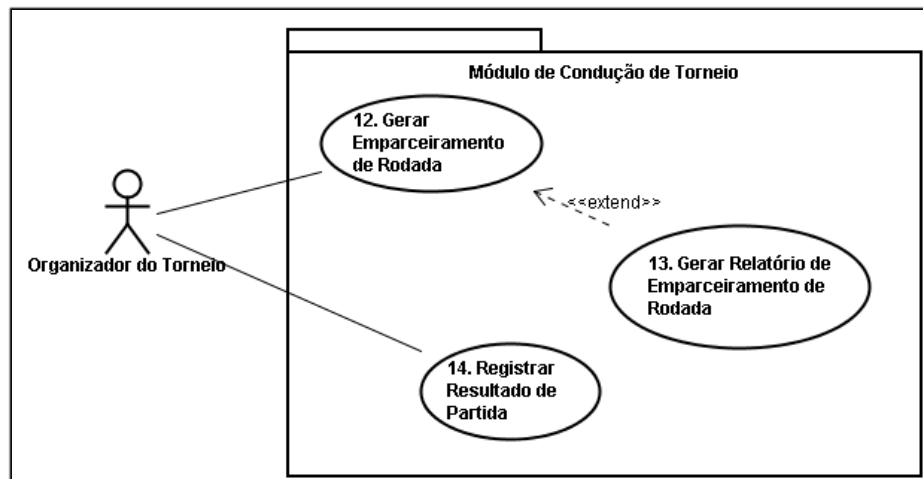 Módulo de Condução de Torneio
12. Gerar
Emparceiramento
de Rodada
<<extend>>
Organizador do Torneio
13. Gerar Relatório de
Emparceiramento de
Rodada
14. Registrar
Resultado de
Partida